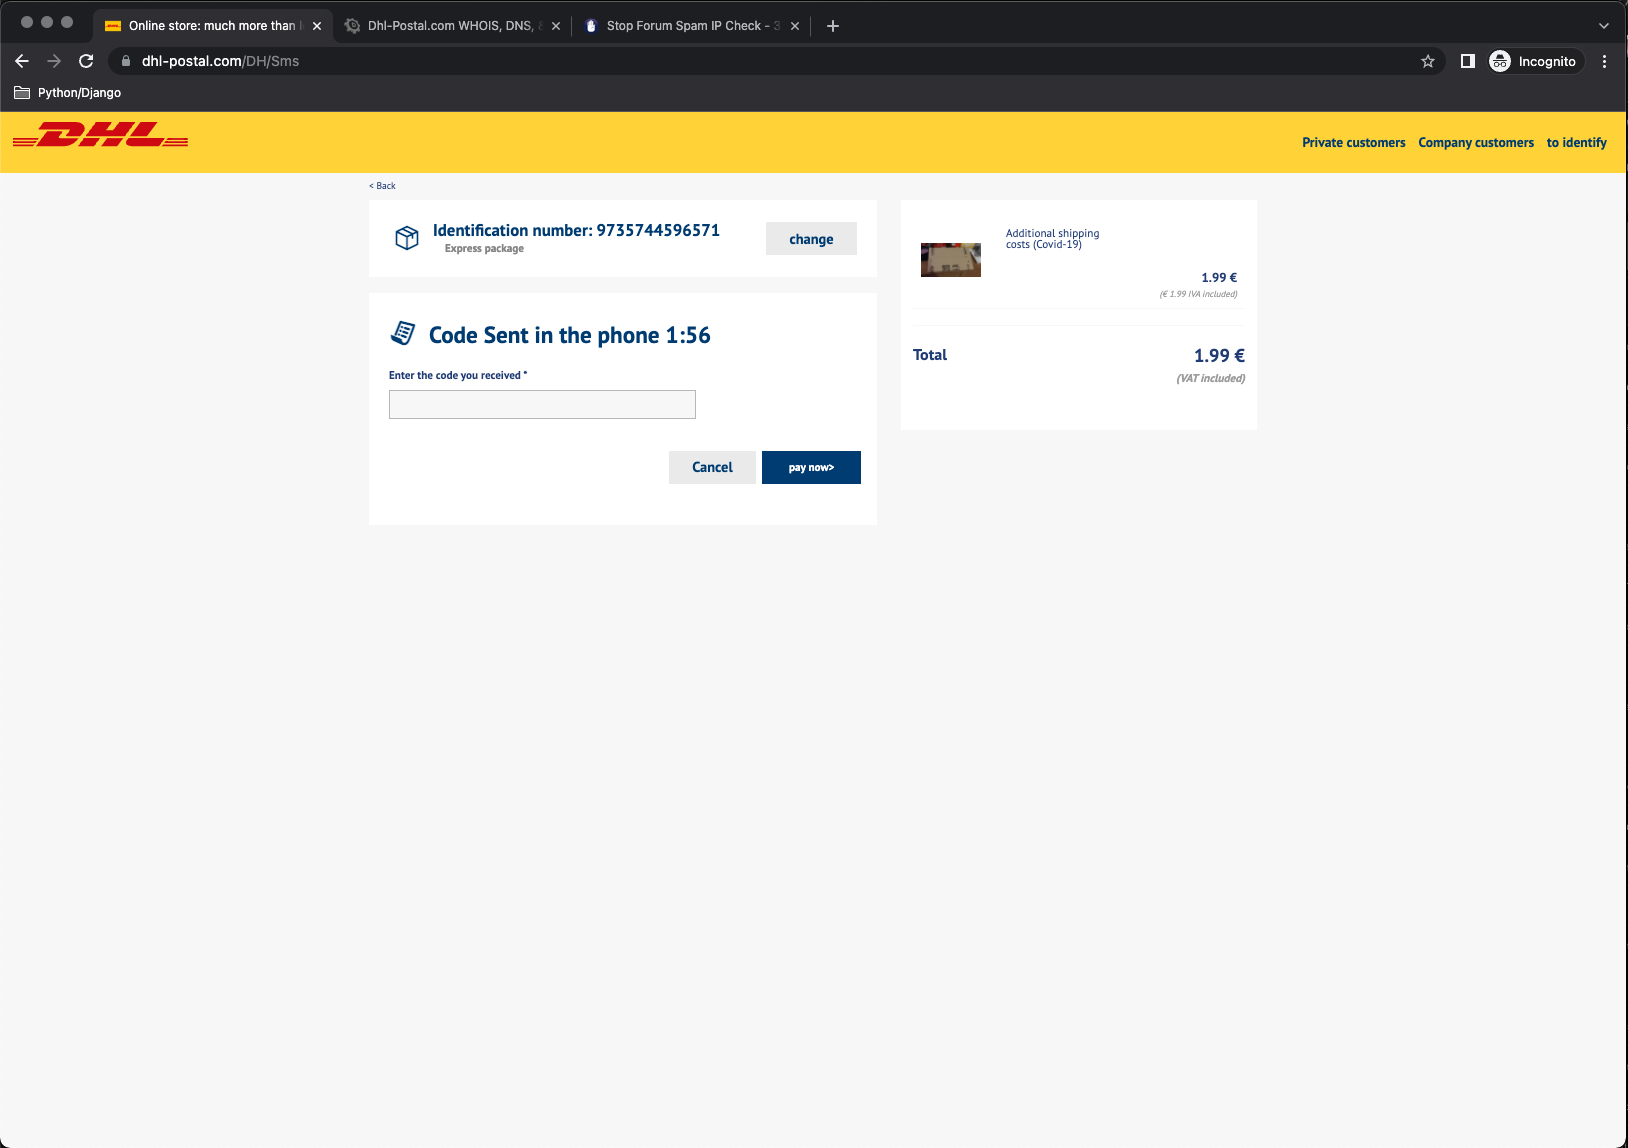 Online store: much more than
Dhl-Postal.com WHOIS, DNS, &
Stop Forum Spam IP Check - 3
dhl-postal.com/DH/Sms
Incognito
Python/Django
DHL
Private customers
Company customers
to identify
< Back
Identification number: 9735744596571
Express package
change
Code Sent in the phone 1:56
Enter the code you received *
Cancel
pay now>
Additional shipping
costs (Covid-19)
1.99 €
(€ 1.99 IVA included)
Total
1.99 €
(VAT included)